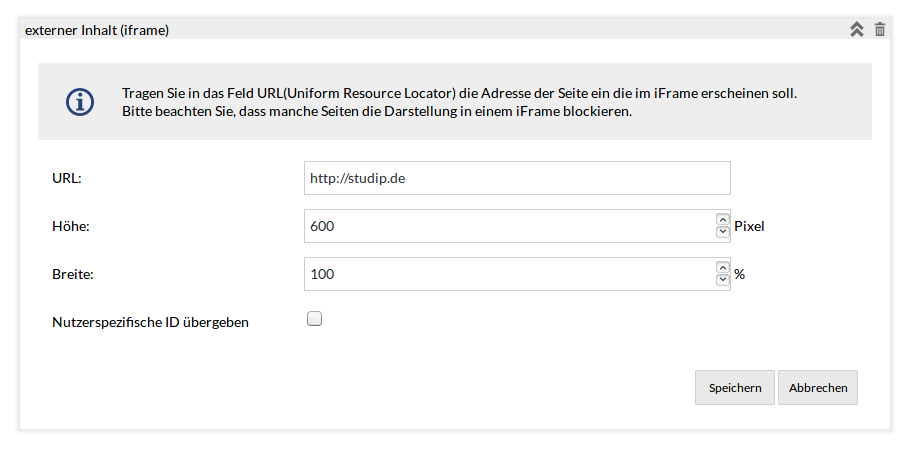 externer Inhalt (iframe)
Tragen Sie in das Feld URL(Uniform Resource Locator) die Adresse der Seite ein die im iFrame erscheinen soll.
Bitte beachten Sie, dass manche Seiten die Darstellung in einem iFrame blockieren.
URL: http://studip.de
Höhe: 600 Pixel
Breite: 100 %
Nutzerspezifische ID übergeben
Speichern Abbrechen